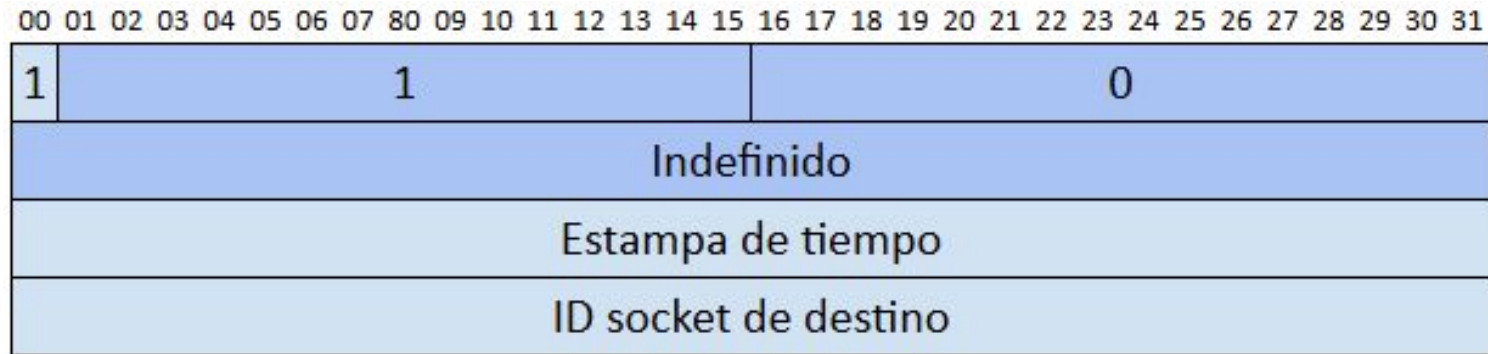 00 01 02 03 04 05 06 07 80 09 10 11 12 13 14 15 16 17 18 19 20 21 22 23 24 25 26 27 28 29 30 31
1 1 0
Indefinido
Estampa de tiempo
ID socket de destino